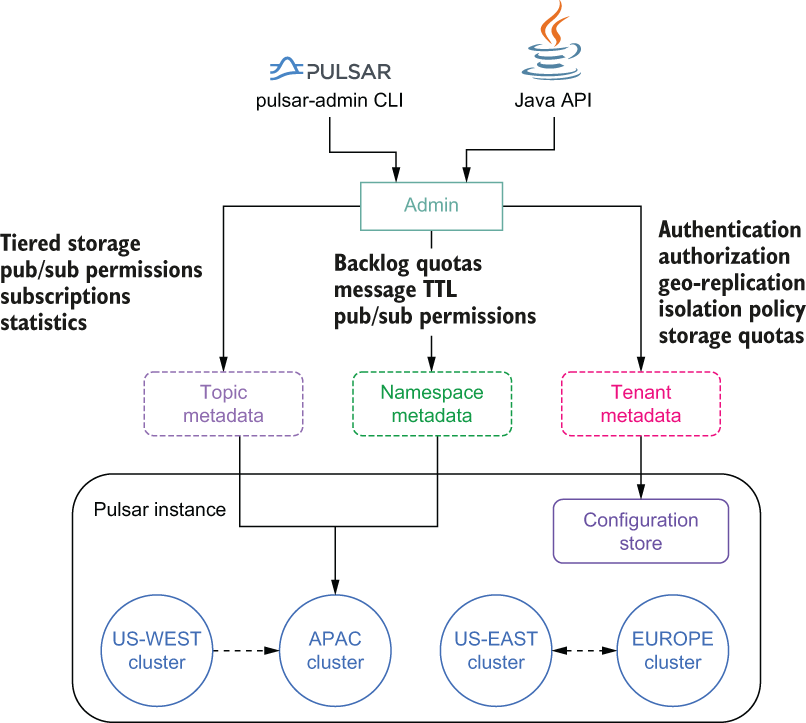 PULSAR
pulsar-admin CLI
Java API
Admin
Tiered storage
pub/sub permissions
subscriptions
statistics
Backlog quotas
message TTL
pub/sub permissions
Authentication
authorization
geo-replication
isolation policy
storage quotas
Topic
metadata
Namespace
metadata
Tenant
metadata
Pulsar instance
Configuration
store
US-WEST
cluster
APAC
cluster
US-EAST
cluster
EUROPE
cluster